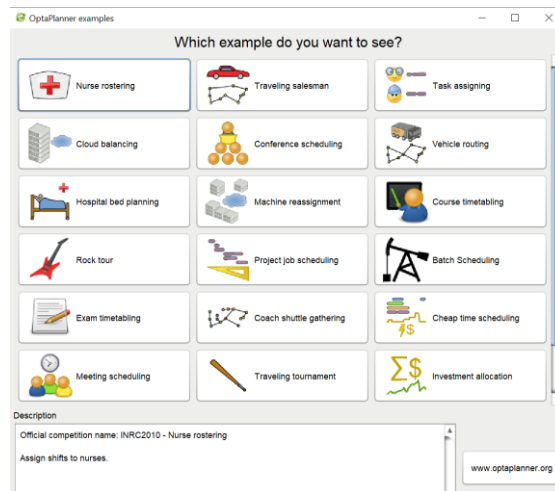 OptaPlanner examples
Which example do you want to see?
Nurse rostering
Traveling salesman
Task assigning
Cloud balancing
Conference scheduling
Vehicle routing
Hospital bed planning
Machine reassignment
Course timetabling
Rock tour
Project job scheduling
Batch Scheduling
Exam timetabling
Coach shuttle gathering
Cheap time scheduling
Meeting scheduling
Traveling tournament
Investment allocation
Description
Official competition name: INRC2010 - Nurse rostering
Assign shifts to nurses.
www.optaplanner.org